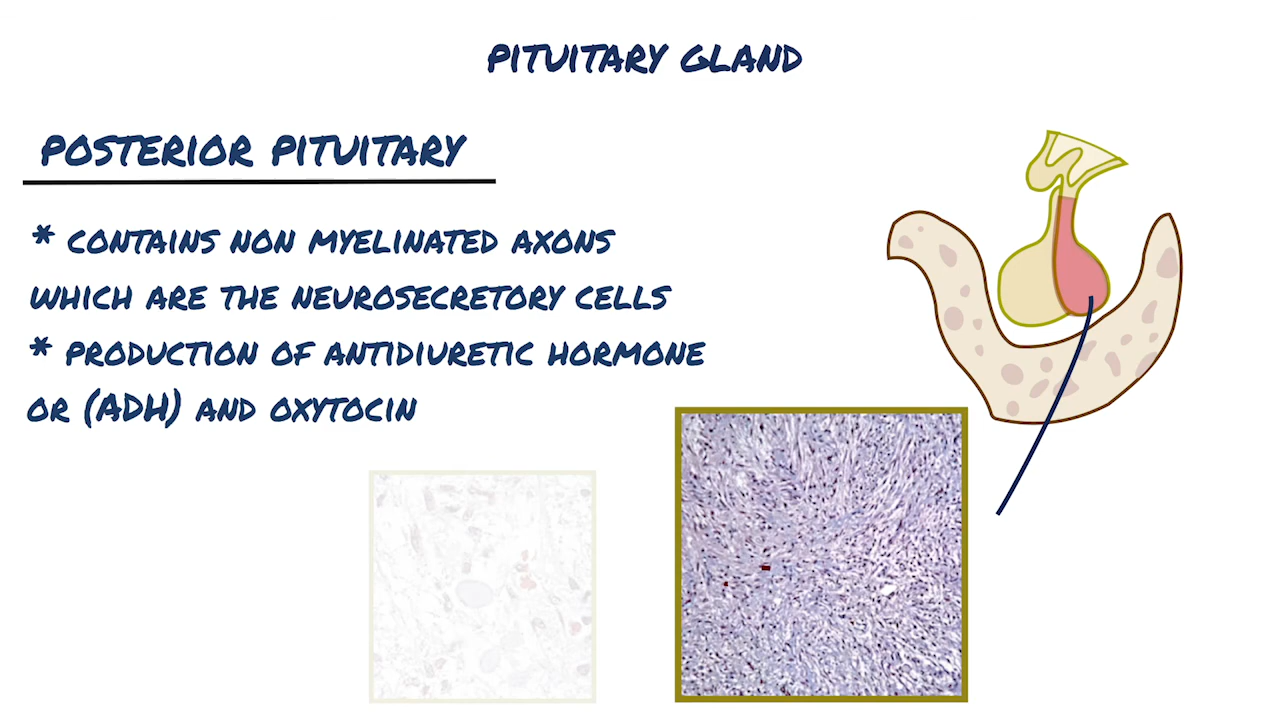 PITUITARY GLAND
POSTERIOR PITUITARY
* CONTAINS NON MYELINATED AXONS
WHICH ARE THE NEUROSECRETORY CELLS
* PRODUCTION OF ANTIDIURETIC HORMONE
OR (ADH) AND OXYTOCIN